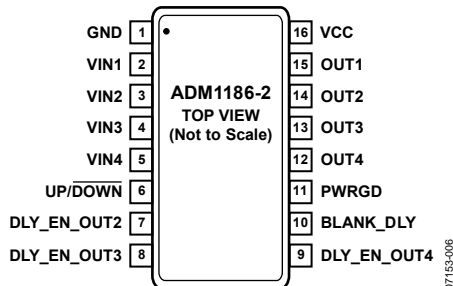 GND 1 16 VCC
VIN1 2 15 OUT1
VIN2 3 ADM1186-2 14 OUT2
TOP VIEW
VIN3 4 (Not to Scale) 13 OUT3
VIN4 5 12 OUT4
UP/DOWN 6 11 PWRGD
DLY_EN_OUT2 7 10 BLANK_DLY
DLY_EN_OUT3 8 9 DLY_EN_OUT4
07153-006